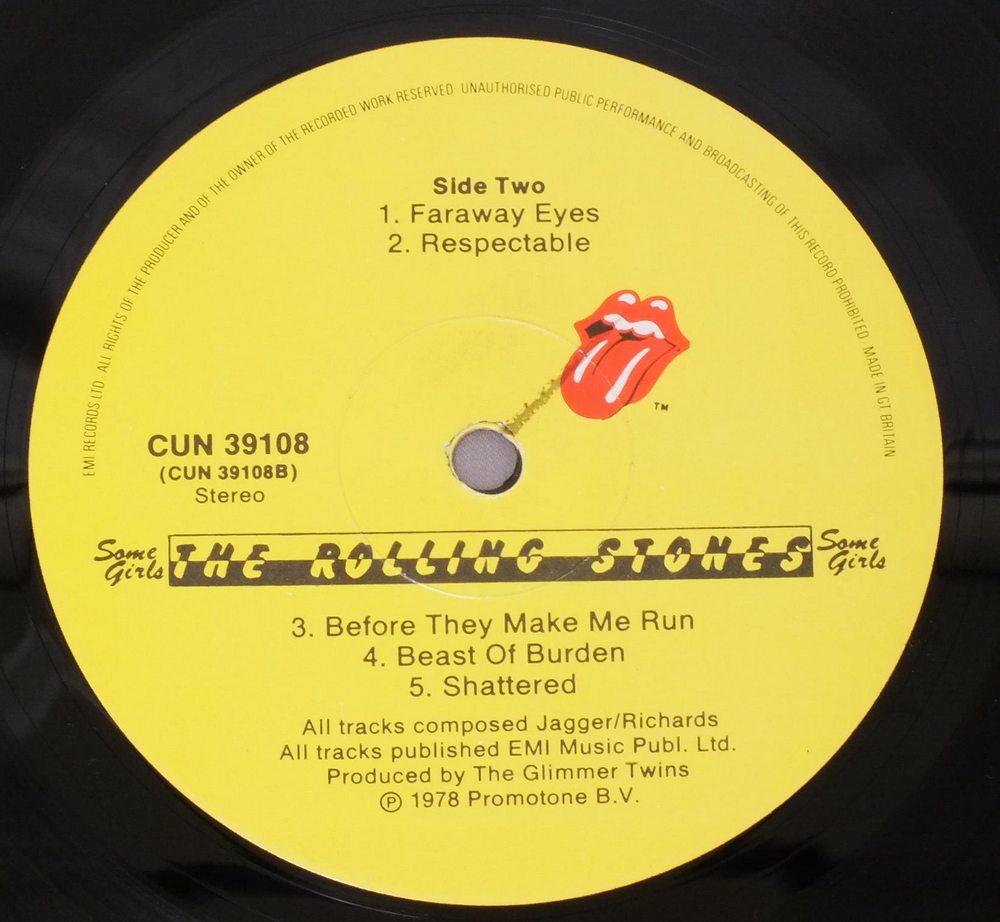 EMI RECORDS LTD ALL RIGHTS OF THE PRODUCER AND OF THE OWNER OF THE RECORDED WORK RESERVED UNAUTHORISED PUBLIC PERFORMANCE AND BROADCASTING OF THIS RECORD PROHIBITED MADE IN GT BRITAIN
Side Two
1. Faraway Eyes
2. Respectable
TM
CUN 39108
(CUN 39108B)
Stereo
Some Girls
THE ROLLING STONES
Some Girls
3. Before They Make Me Run
4. Beast Of Burden
5. Shattered
All tracks composed Jagger/Richards
All tracks published EMI Music Publ. Ltd.
Produced by The Glimmer Twins
℗ 1978 Promotone B.V.